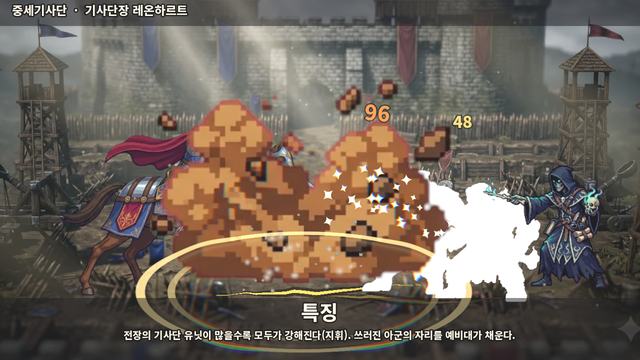 중세기사단 · 기사단장 레온하르트
96
48
특징
전장의 기사단 유닛이 많을수록 모두가 강해진다(지휘). 쓰러진 아군의 자리를 예비대가 채운다.